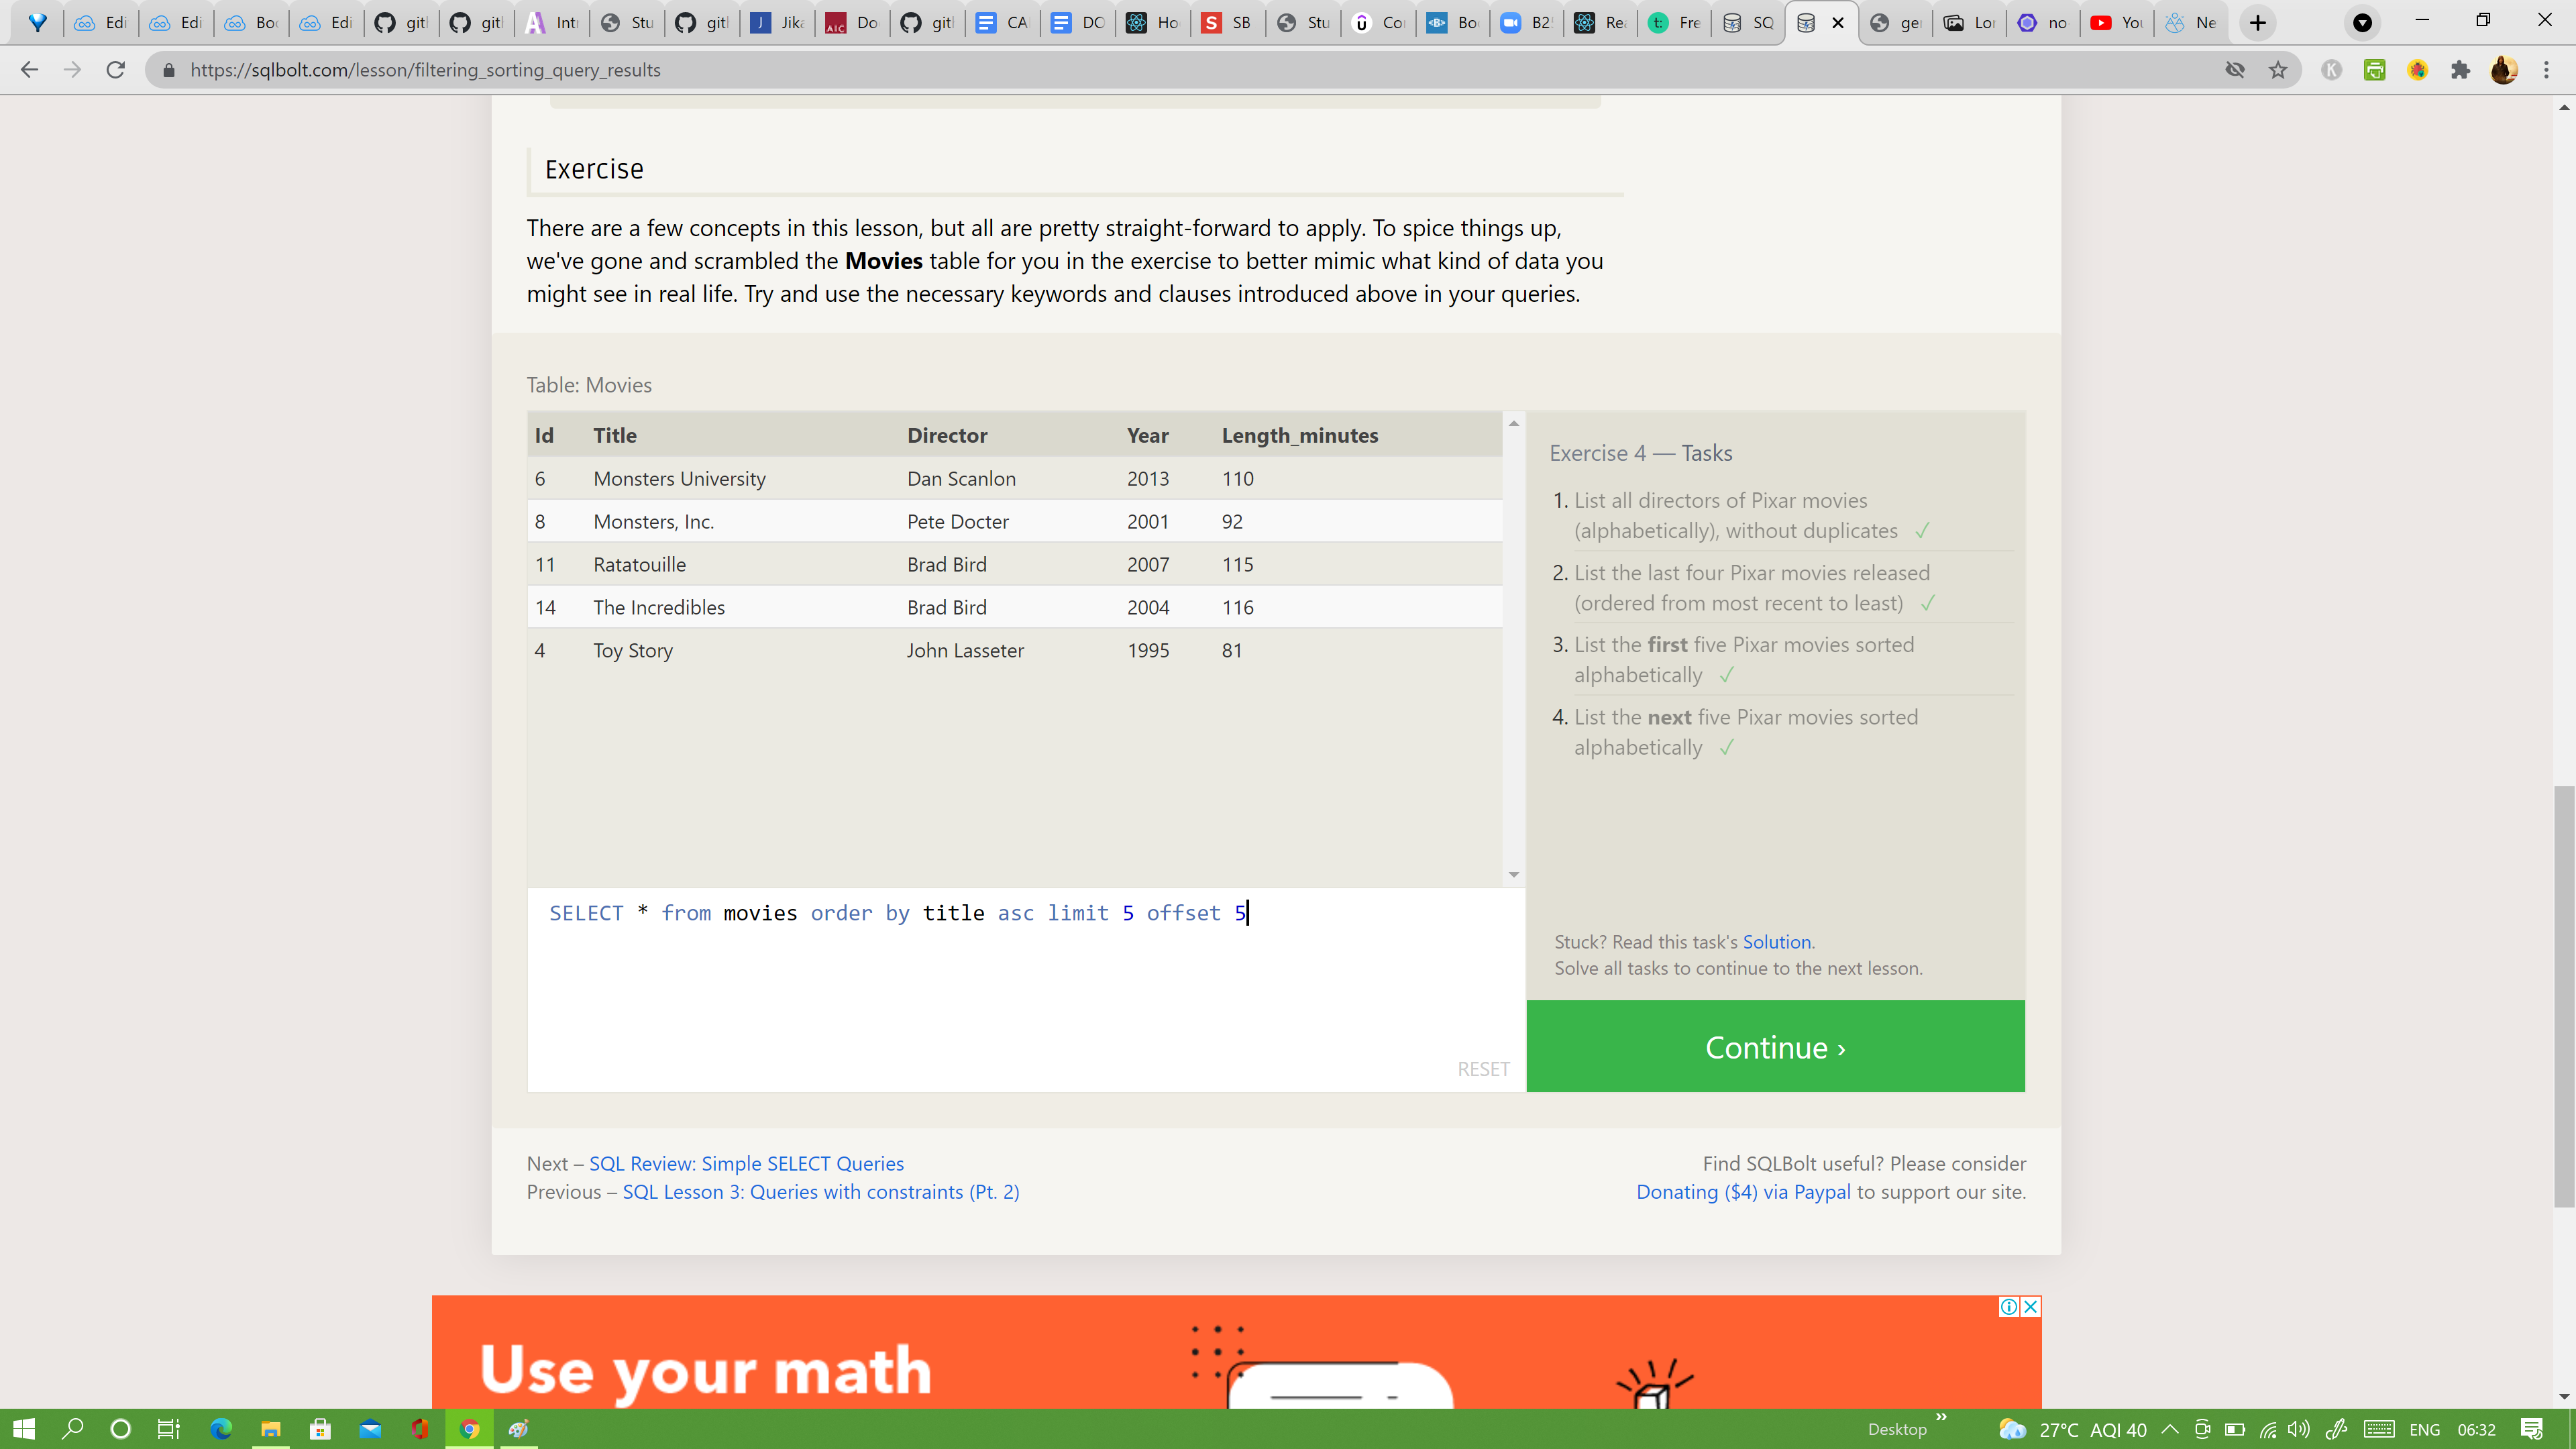 Edi
Edi
Boo
Edi
git
git
Int
Stu
git
Jika
Do
git
CA
DO
Ho
SB
Stu
Co
Bo
B2
Rea
Fre
SQ
ge
Lor
no
You
Ne
https://sqlbolt.com/lesson/filtering_sorting_query_results
Exercise
There are a few concepts in this lesson, but all are pretty straight-forward to apply. To spice things up,
we've gone and scrambled the Movies table for you in the exercise to better mimic what kind of data you
might see in real life. Try and use the necessary keywords and clauses introduced above in your queries.
Table: Movies
Id Title Director Year Length_minutes
6 Monsters University Dan Scanlon 2013 110
8 Monsters, Inc. Pete Docter 2001 92
11 Ratatouille Brad Bird 2007 115
14 The Incredibles Brad Bird 2004 116
4 Toy Story John Lasseter 1995 81
SELECT * from movies order by title asc limit 5 offset 5
RESET
Exercise 4 — Tasks
1. List all directors of Pixar movies
(alphabetically), without duplicates ✓
2. List the last four Pixar movies released
(ordered from most recent to least) ✓
3. List the first five Pixar movies sorted
alphabetically ✓
4. List the next five Pixar movies sorted
alphabetically ✓
Stuck? Read this task's Solution.
Solve all tasks to continue to the next lesson.
Continue ›
Next – SQL Review: Simple SELECT Queries
Previous – SQL Lesson 3: Queries with constraints (Pt. 2)
Find SQLBolt useful? Please consider
Donating ($4) via Paypal to support our site.
Use your math
Desktop
27°C AQI 40
ENG
06:32